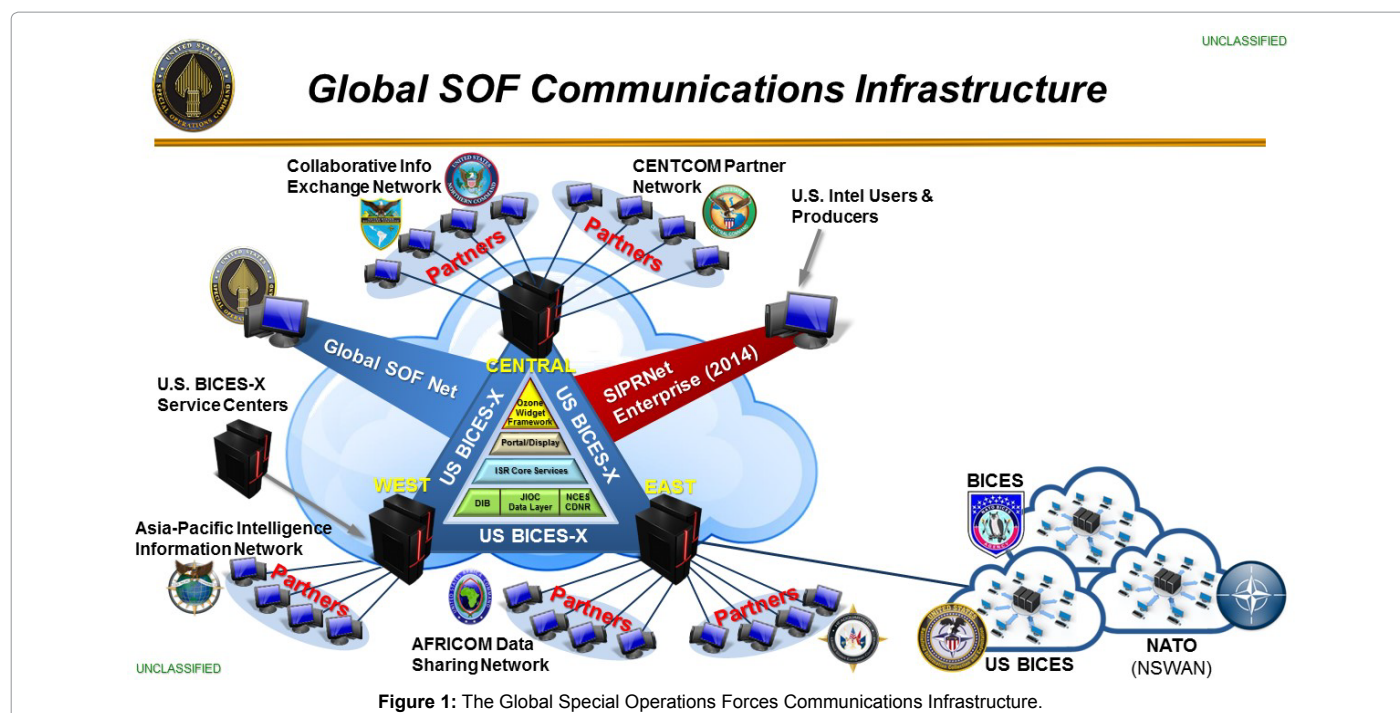 UNCLASSIFIED
Global SOF Communications Infrastructure
Collaborative Info
Exchange Network
CENTCOM Partner
Network
U.S. Intel Users &
Producers
Partners
Partners
Global SOF Net
CENTRAL
SIPRNet
Enterprise (2014)
U.S. BICES-X
Service Centers
US BICES-X
US BICES-X
Ozone
Widget
Framework
Portal/Display
ISR Core Services
DIB
JIOC
Data Layer
NCES
CDNR
WEST
EAST
US BICES-X
BICES
Asia-Pacific Intelligence
Information Network
Partners
Partners
Partners
AFRICOM Data
Sharing Network
US BICES
NATO
(NSWAN)
UNCLASSIFIED
Figure 1: The Global Special Operations Forces Communications Infrastructure.